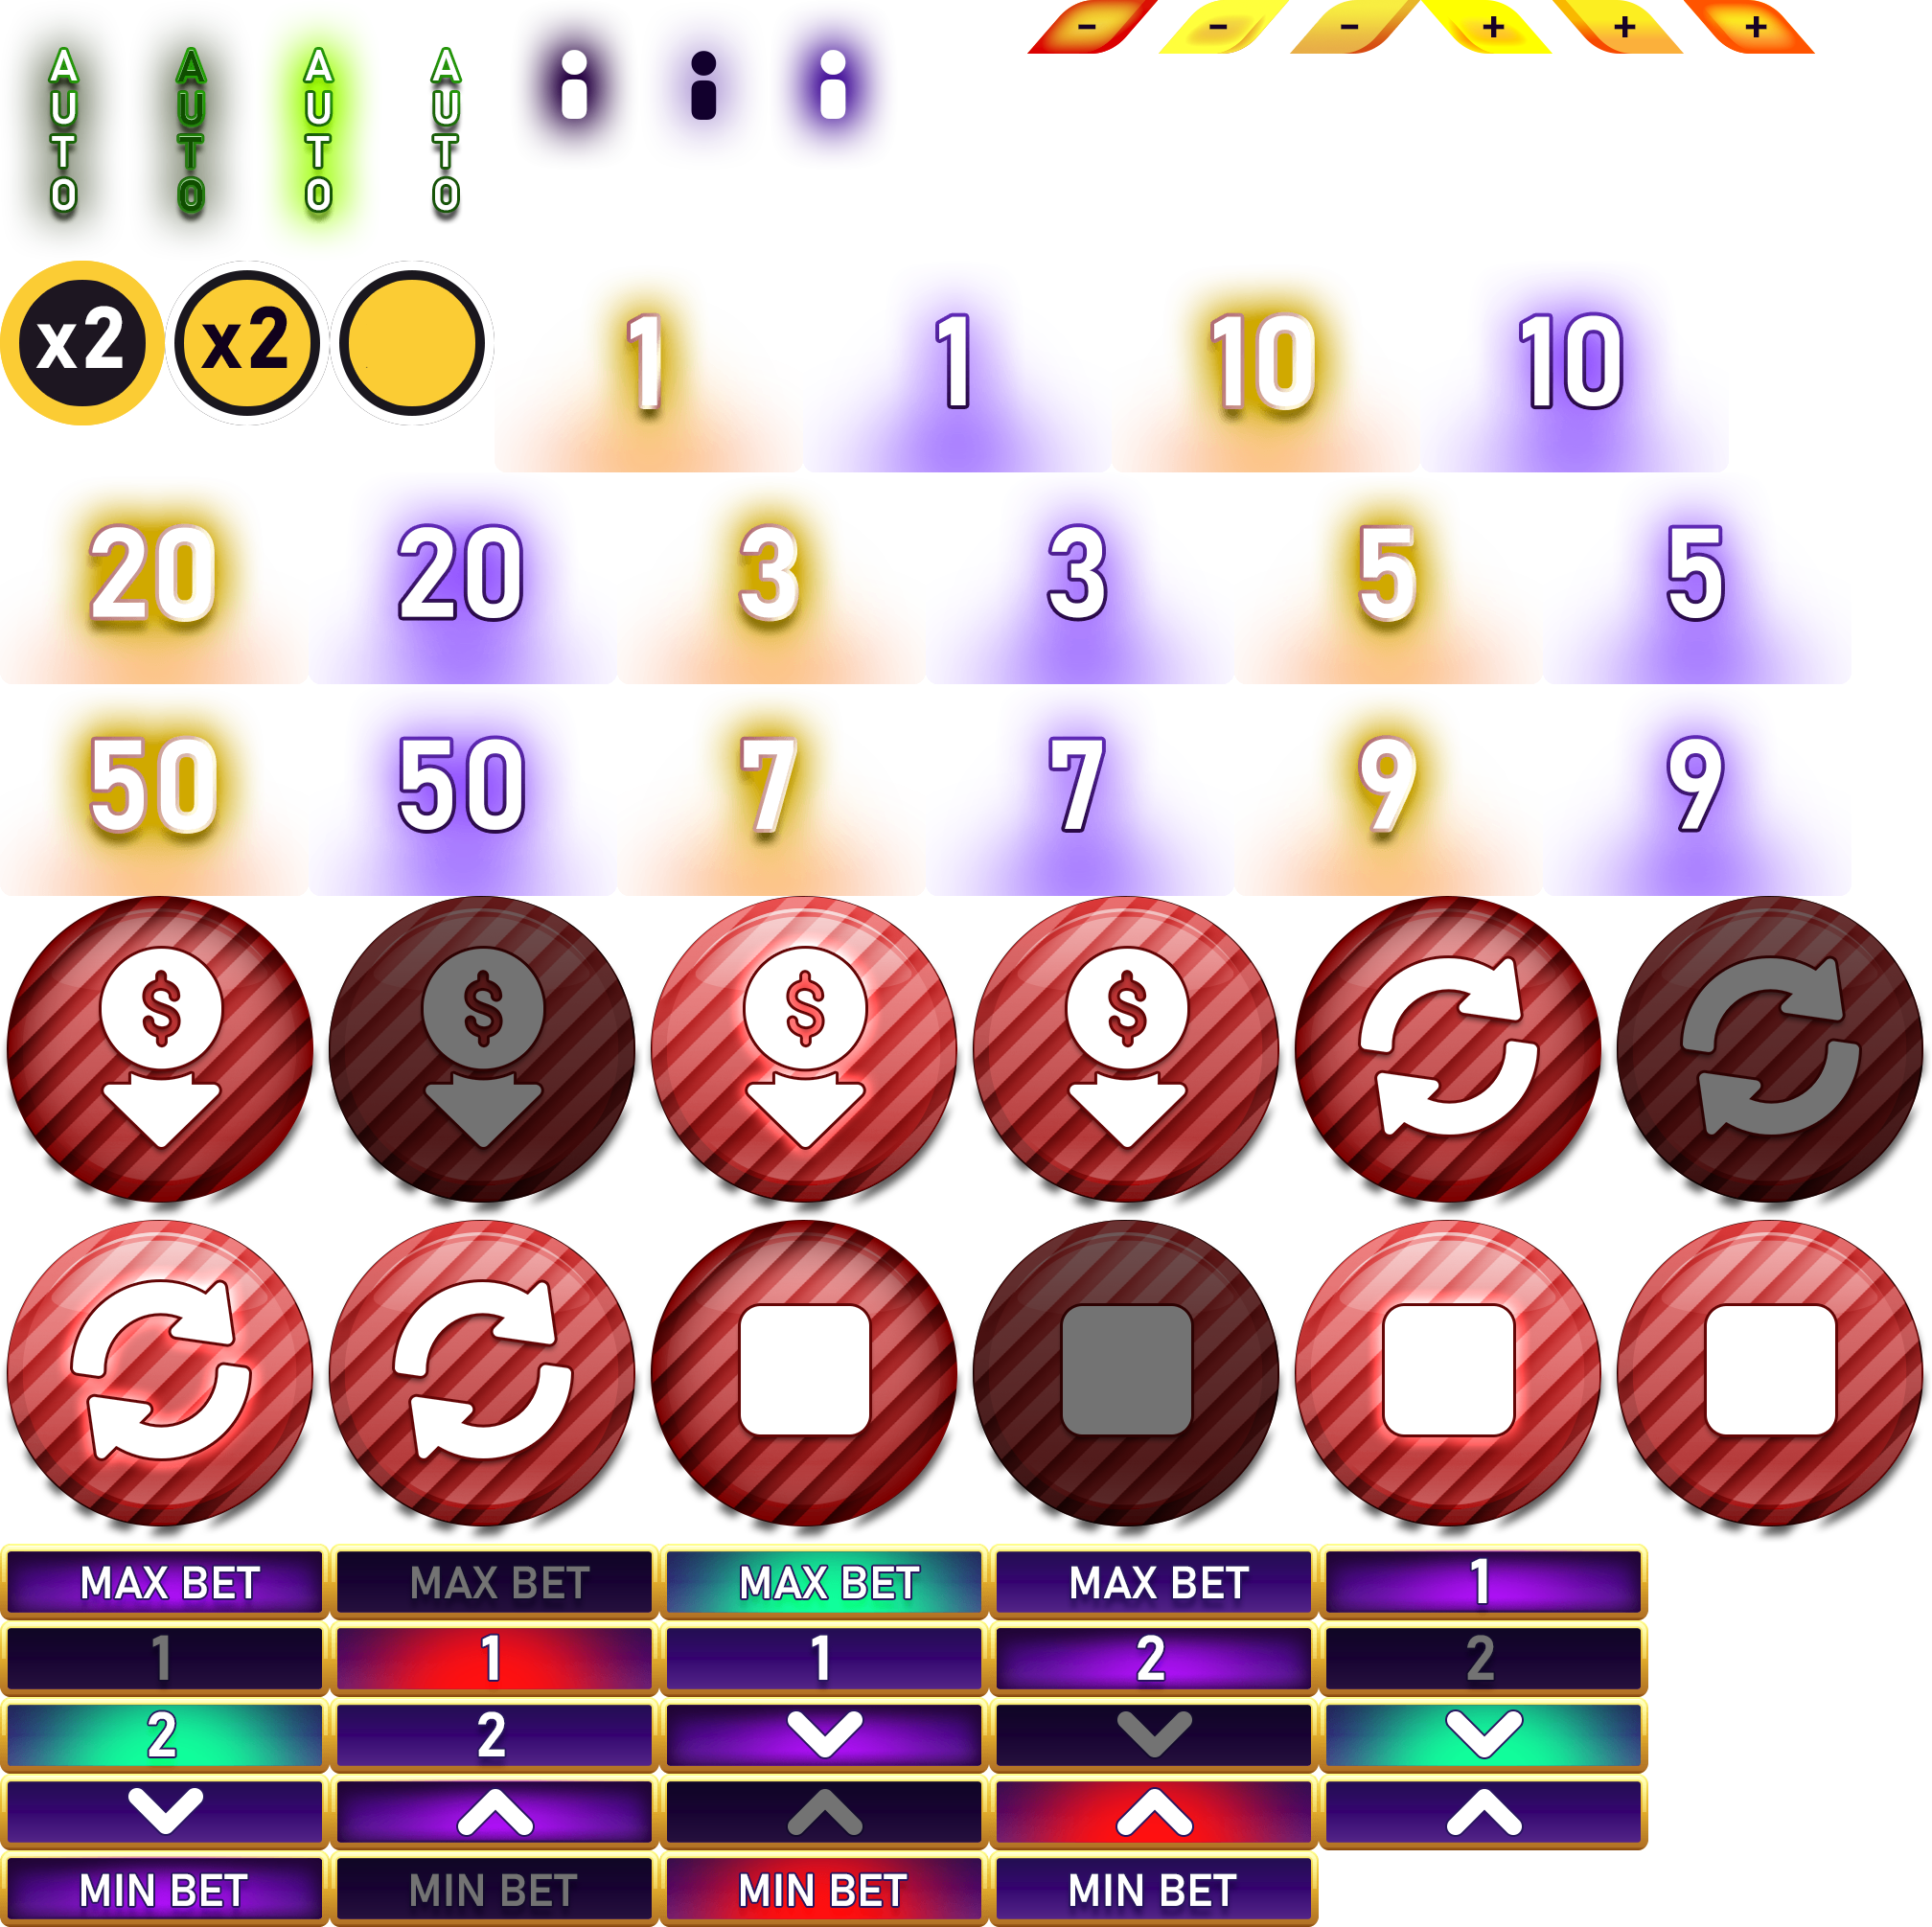 AUTO AUTO AUTO AUTO i i i - - - + + +
x2 x2 1 1 10 10
20 20 3 3 5 5
50 50 7 7 9 9
$ $ $ $
MAX BET MAX BET MAX BET MAX BET 1
1 1 1 2 2
2 2
MIN BET MIN BET MIN BET MIN BET